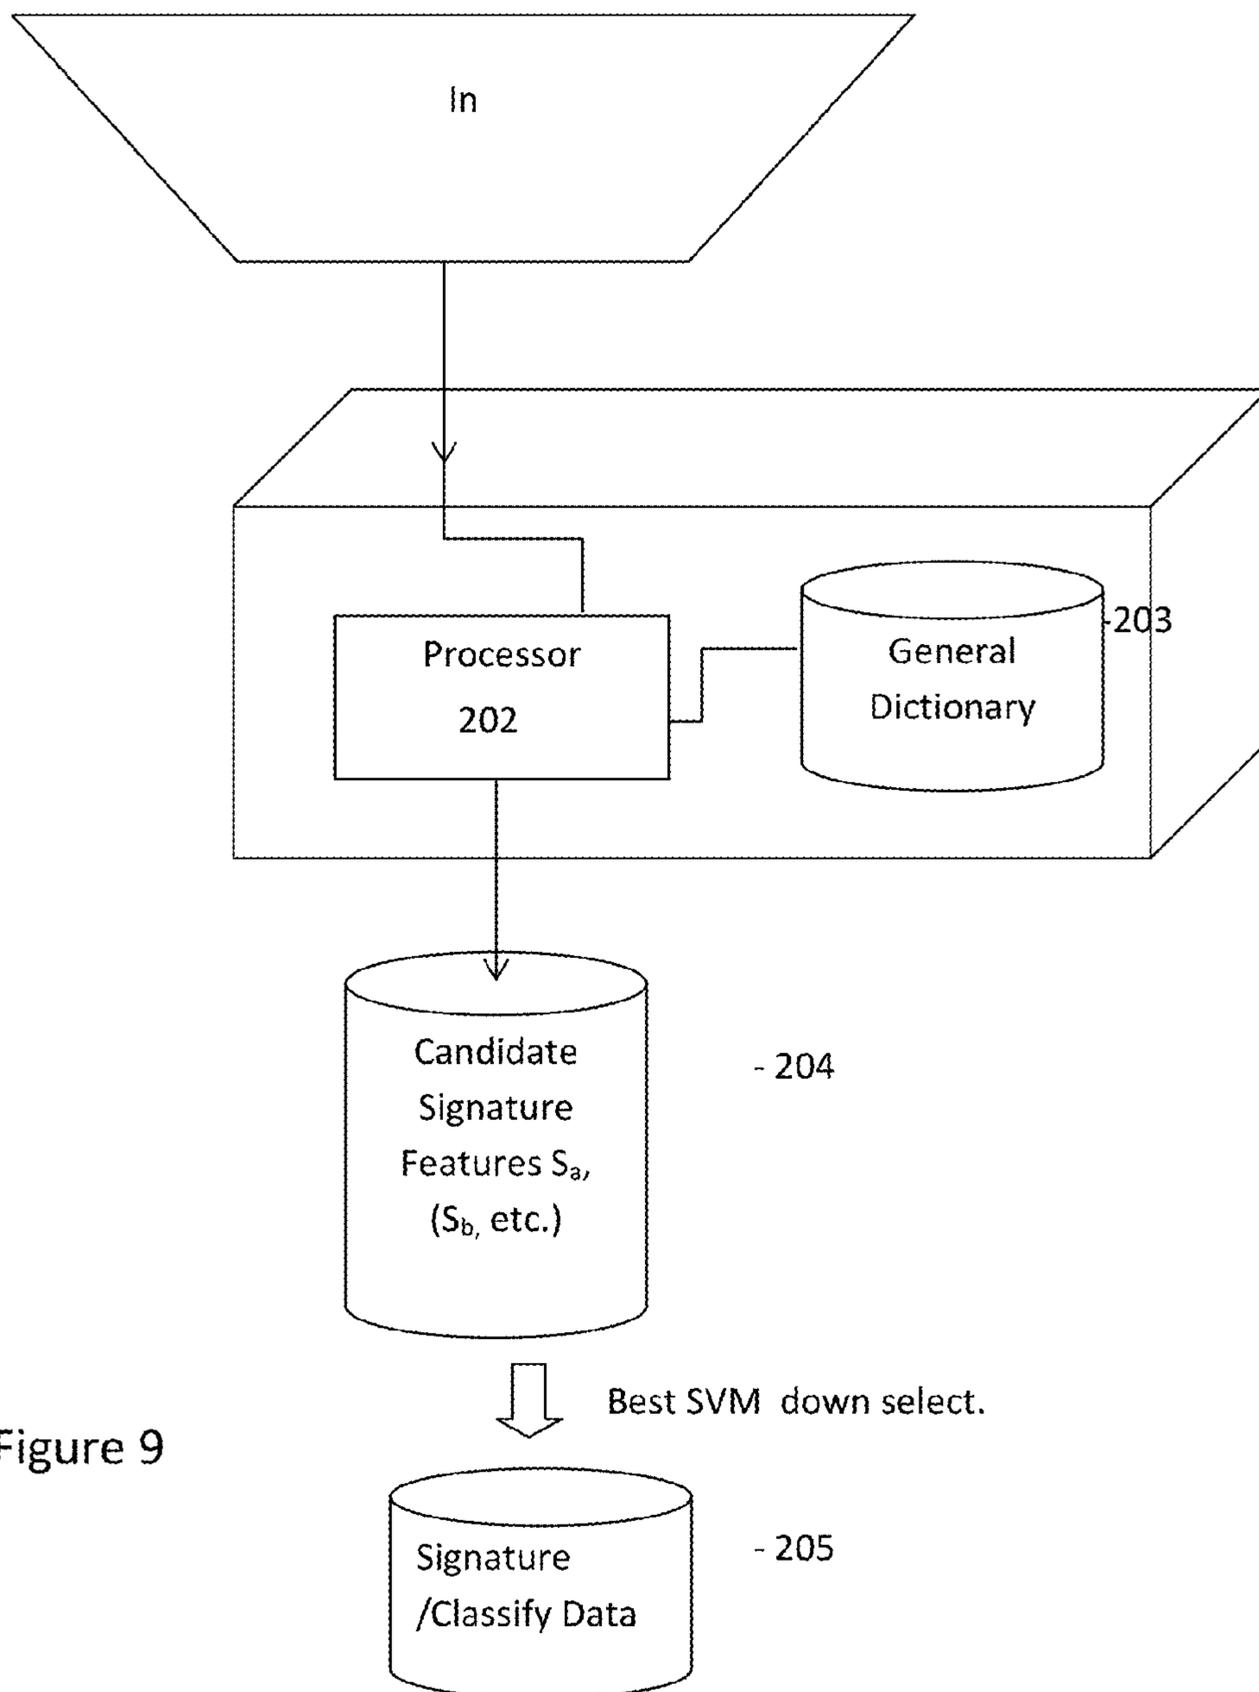 In
Processor
202
General
Dictionary
-203
Candidate
Signature
Features Sa,
(Sb, etc.)
- 204
Best SVM down select.
Figure 9
Signature
/Classify Data
- 205